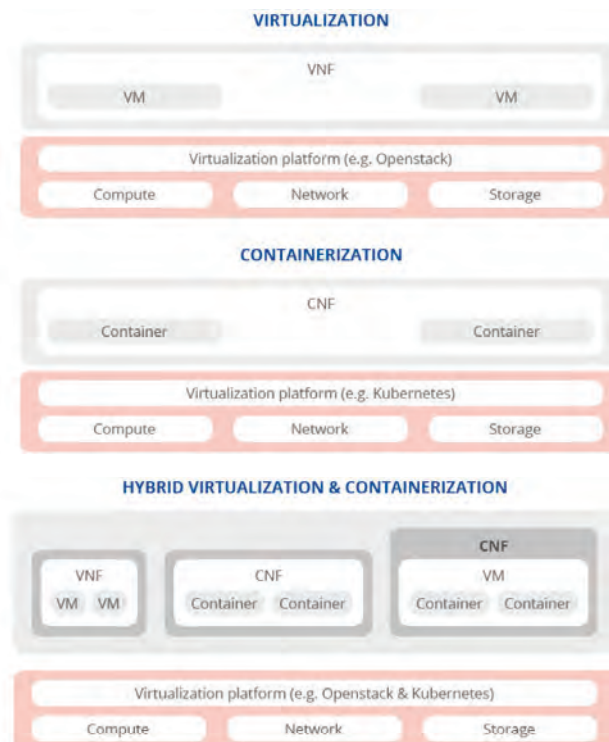 VIRTUALIZATION
VNF
VM VM
Virtualization platform (e.g. Openstack)
Compute Network Storage
CONTAINERIZATION
CNF
Container Container
Virtualization platform (e.g. Kubernetes)
Compute Network Storage
HYBRID VIRTUALIZATION & CONTAINERIZATION
CNF
VNF CNF VM
VM VM Container Container Container Container
Virtualization platform (e.g. Openstack & Kubernetes)
Compute Network Storage